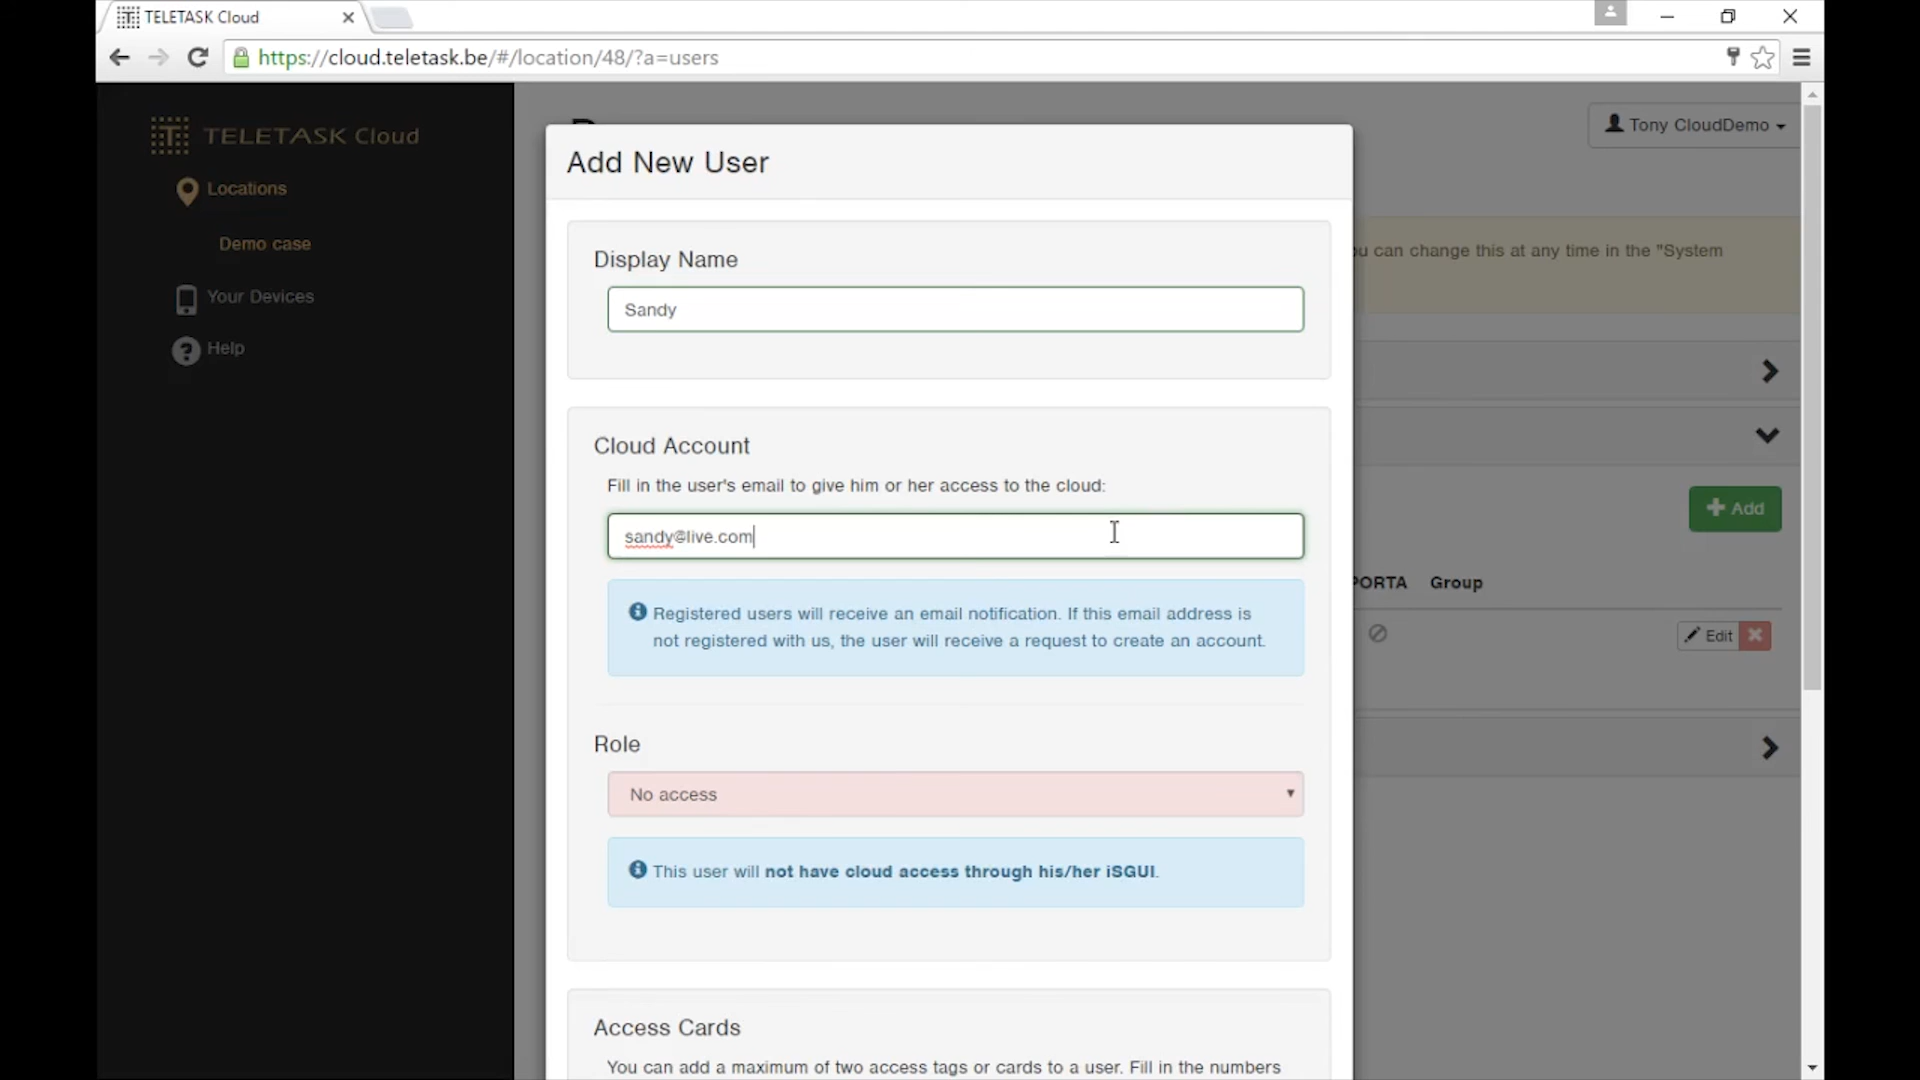 TELETASK Cloud
https://cloud.teletask.be/#/location/48/?a=users
TELETASK Cloud
Locations
Demo case
Your Devices
Help
Tony CloudDemo
Add New User
Display Name
Sandy
Cloud Account
Fill in the user's email to give him or her access to the cloud:
sandy@live.com
Registered users will receive an email notification. If this email address is
not registered with us, the user will receive a request to create an account.
Role
No access
This user will not have cloud access through his/her iSGUI.
Access Cards
You can add a maximum of two access tags or cards to a user. Fill in the numbers
can change this at any time in the "System
Add
Group
Edit